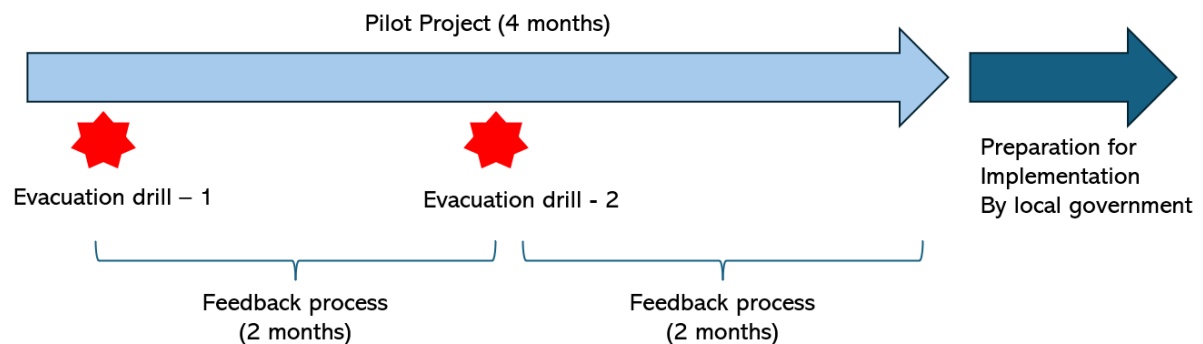 Pilot Project (4 months)
Evacuation drill – 1
Evacuation drill - 2
Preparation for
Implementation
By local government
Feedback process
(2 months)
Feedback process
(2 months)